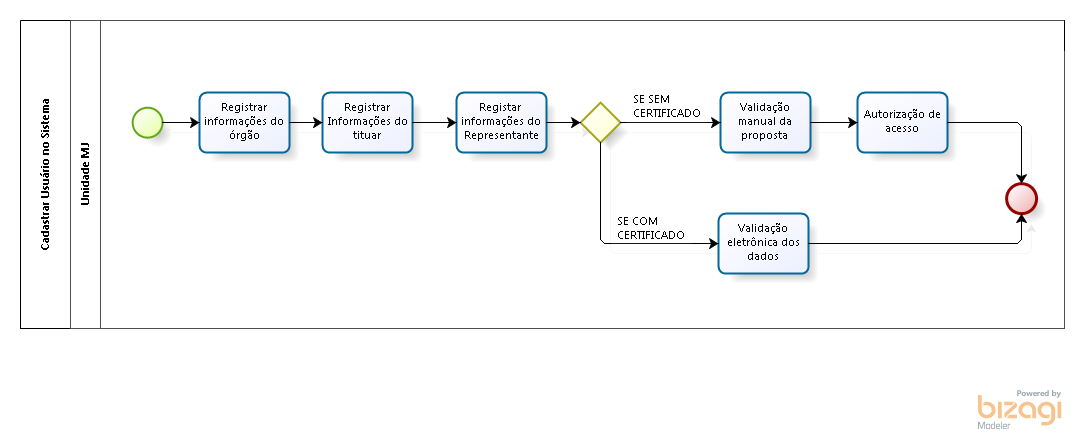 Cadastrar Usuário no Sistema
Unidade MJ
Registrar
informações do
órgão
Registrar
Informações do
tituar
Registar
informações do
Representante
SE SEM
CERTIFICADO
Validação
manual da
proposta
Autorização de
acesso
SE COM
CERTIFICADO
Validação
eletrônica dos
dados
Powered by
bizagi
Modeler